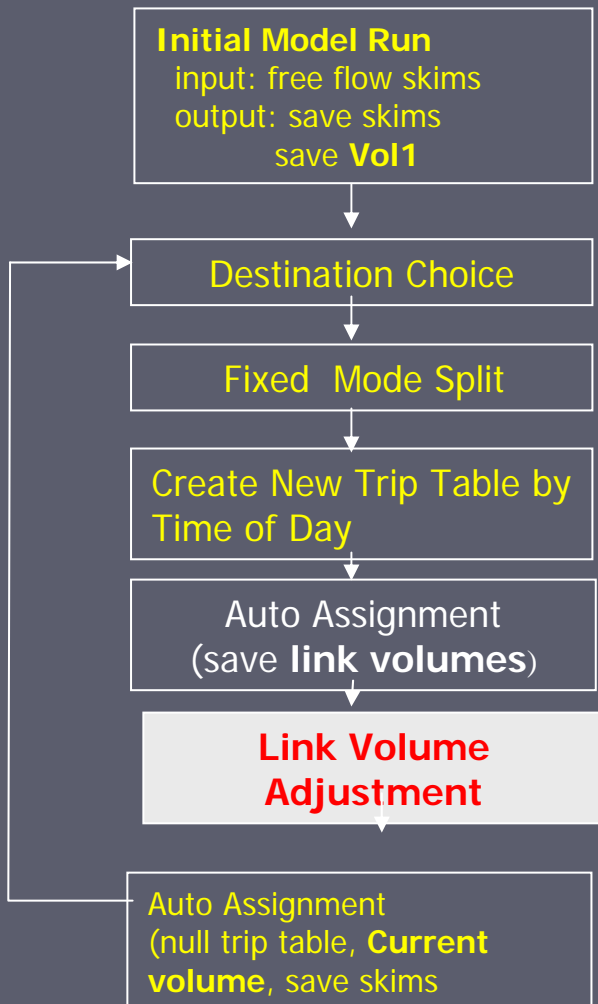 Initial Model Run
input: free flow skims
output: save skims
save Vol1
Destination Choice
Fixed Mode Split
Create New Trip Table by
Time of Day
Auto Assignment
(save link volumes)
Link Volume
Adjustment
Auto Assignment
(null trip table, Current
volume, save skims